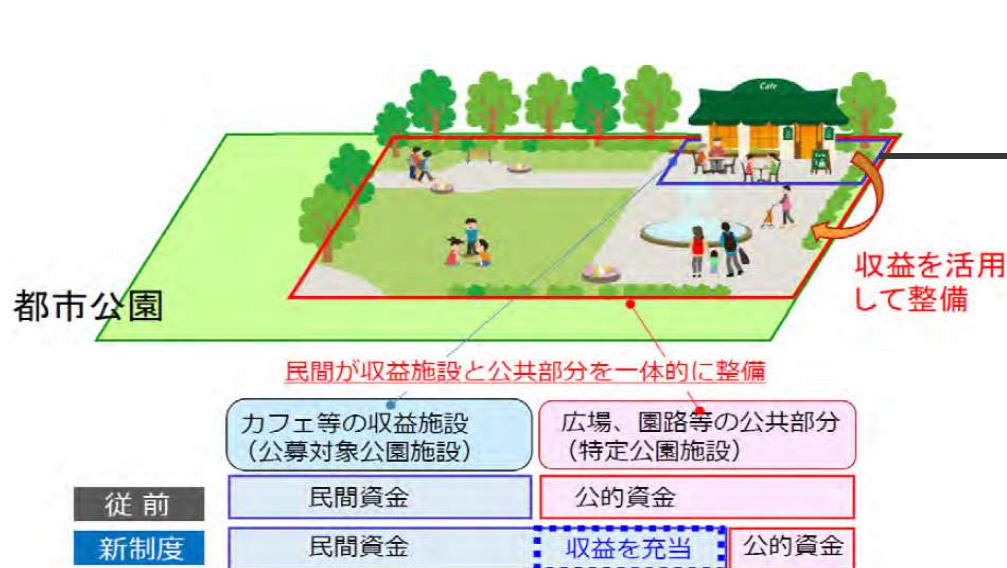 Cafe
都市公園
収益を活用
して整備
民間が収益施設と公共部分を一体的に整備
カフェ等の収益施設
（公募対象公園施設）
広場、園路等の公共部分
（特定公園施設）
従前
民間資金
公的資金
新制度
民間資金
収益を充当
公的資金